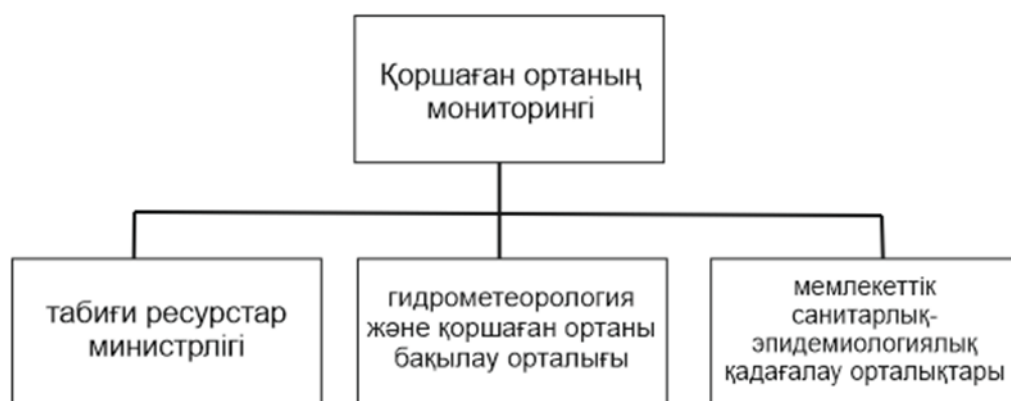 Қоршаған ортаның
мониторингі
табиғи ресурстар
министрлігі
гидрометеорология
және қоршаған ортаны
бақылау орталығы
мемлекеттік
санитарлық-
эпидемиологиялық
қадағалау орталықтары